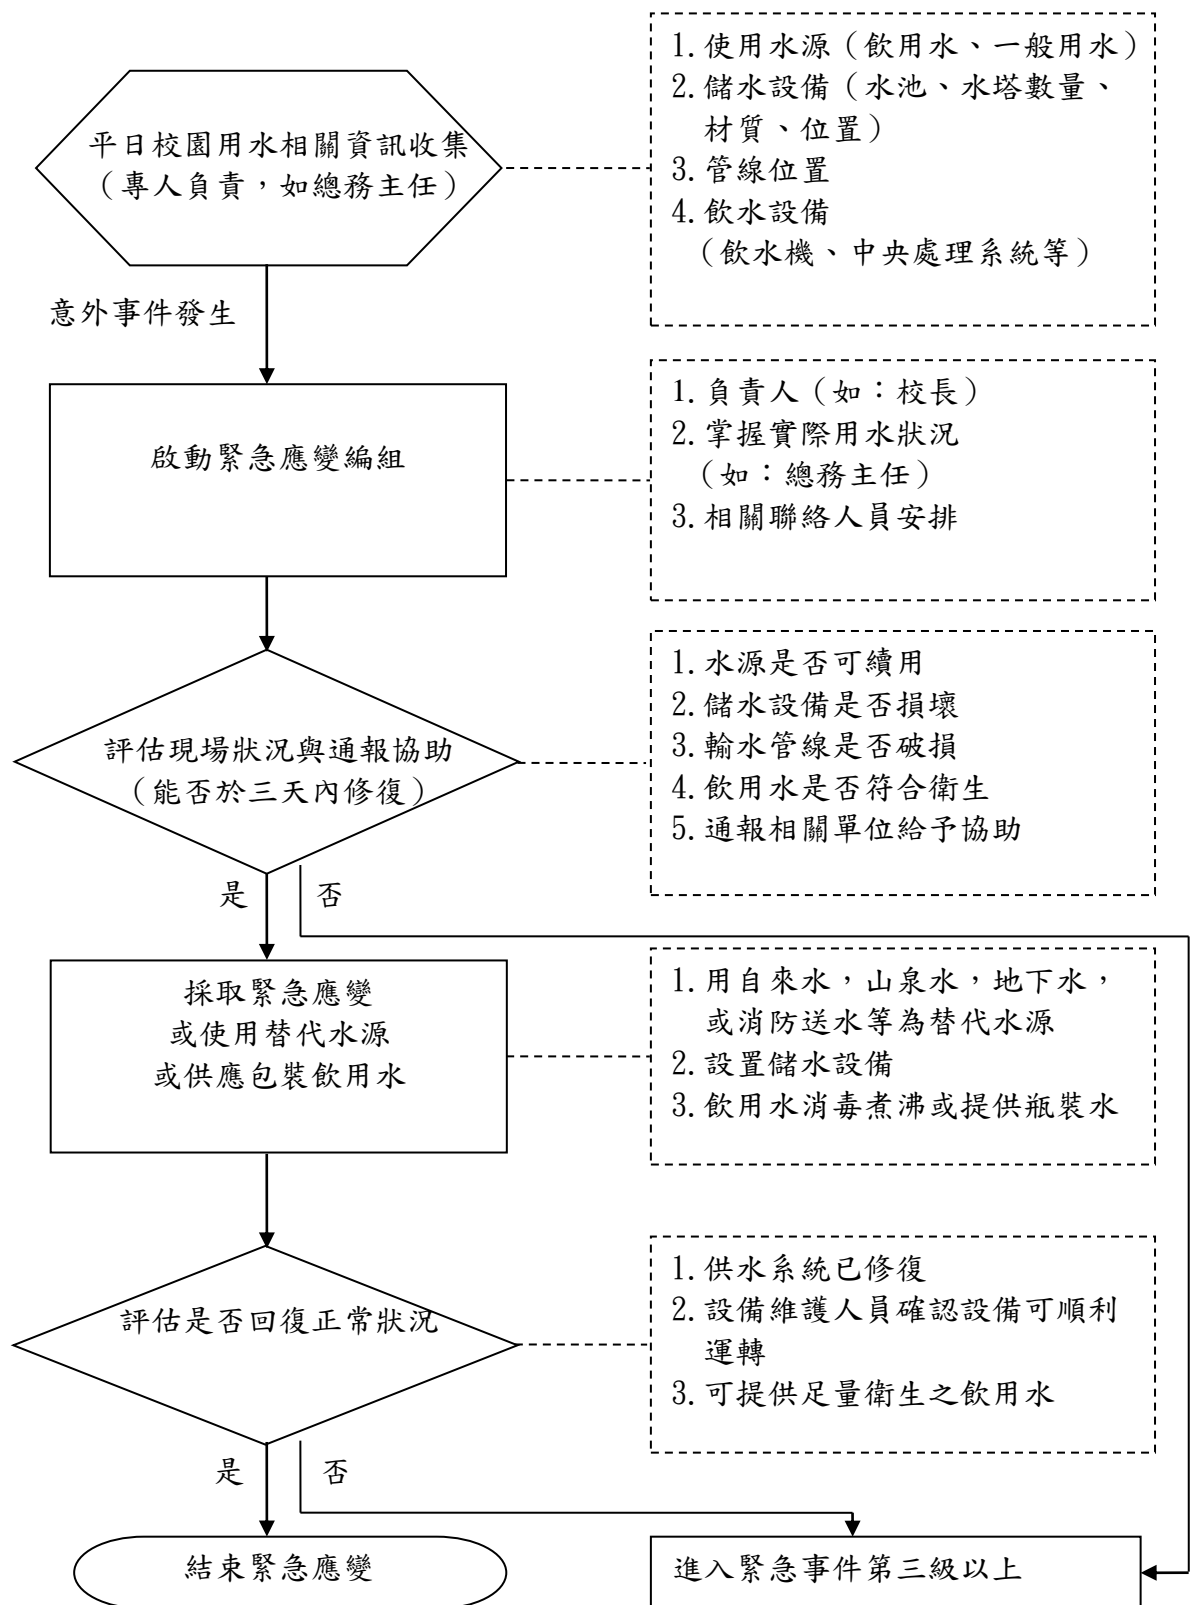 平日校園用水相關資訊收集
（專人負責，如總務主任）
1.使用水源（飲用水、一般用水）
2.儲水設備（水池、水塔數量、
材質、位置）
3.管線位置
4.飲水設備
（飲水機、中央處理系統等）
意外事件發生
啟動緊急應變編組
1.負責人（如：校長）
2.掌握實際用水狀況
（如：總務主任）
3.相關聯絡人員安排
評估現場狀況與通報協助
（能否於三天內修復）
1.水源是否可續用
2.儲水設備是否損壞
3.輸水管線是否破損
4.飲用水是否符合衛生
5.通報相關單位給予協助
是
否
採取緊急應變
或使用替代水源
或供應包裝飲用水
1.用自來水，山泉水，地下水，
或消防送水等為替代水源
2.設置儲水設備
3.飲用水消毒煮沸或提供瓶裝水
評估是否回復正常狀況
1.供水系統已修復
2.設備維護人員確認設備可順利
運轉
3.可提供足量衛生之飲用水
是
否
結束緊急應變
進入緊急事件第三級以上